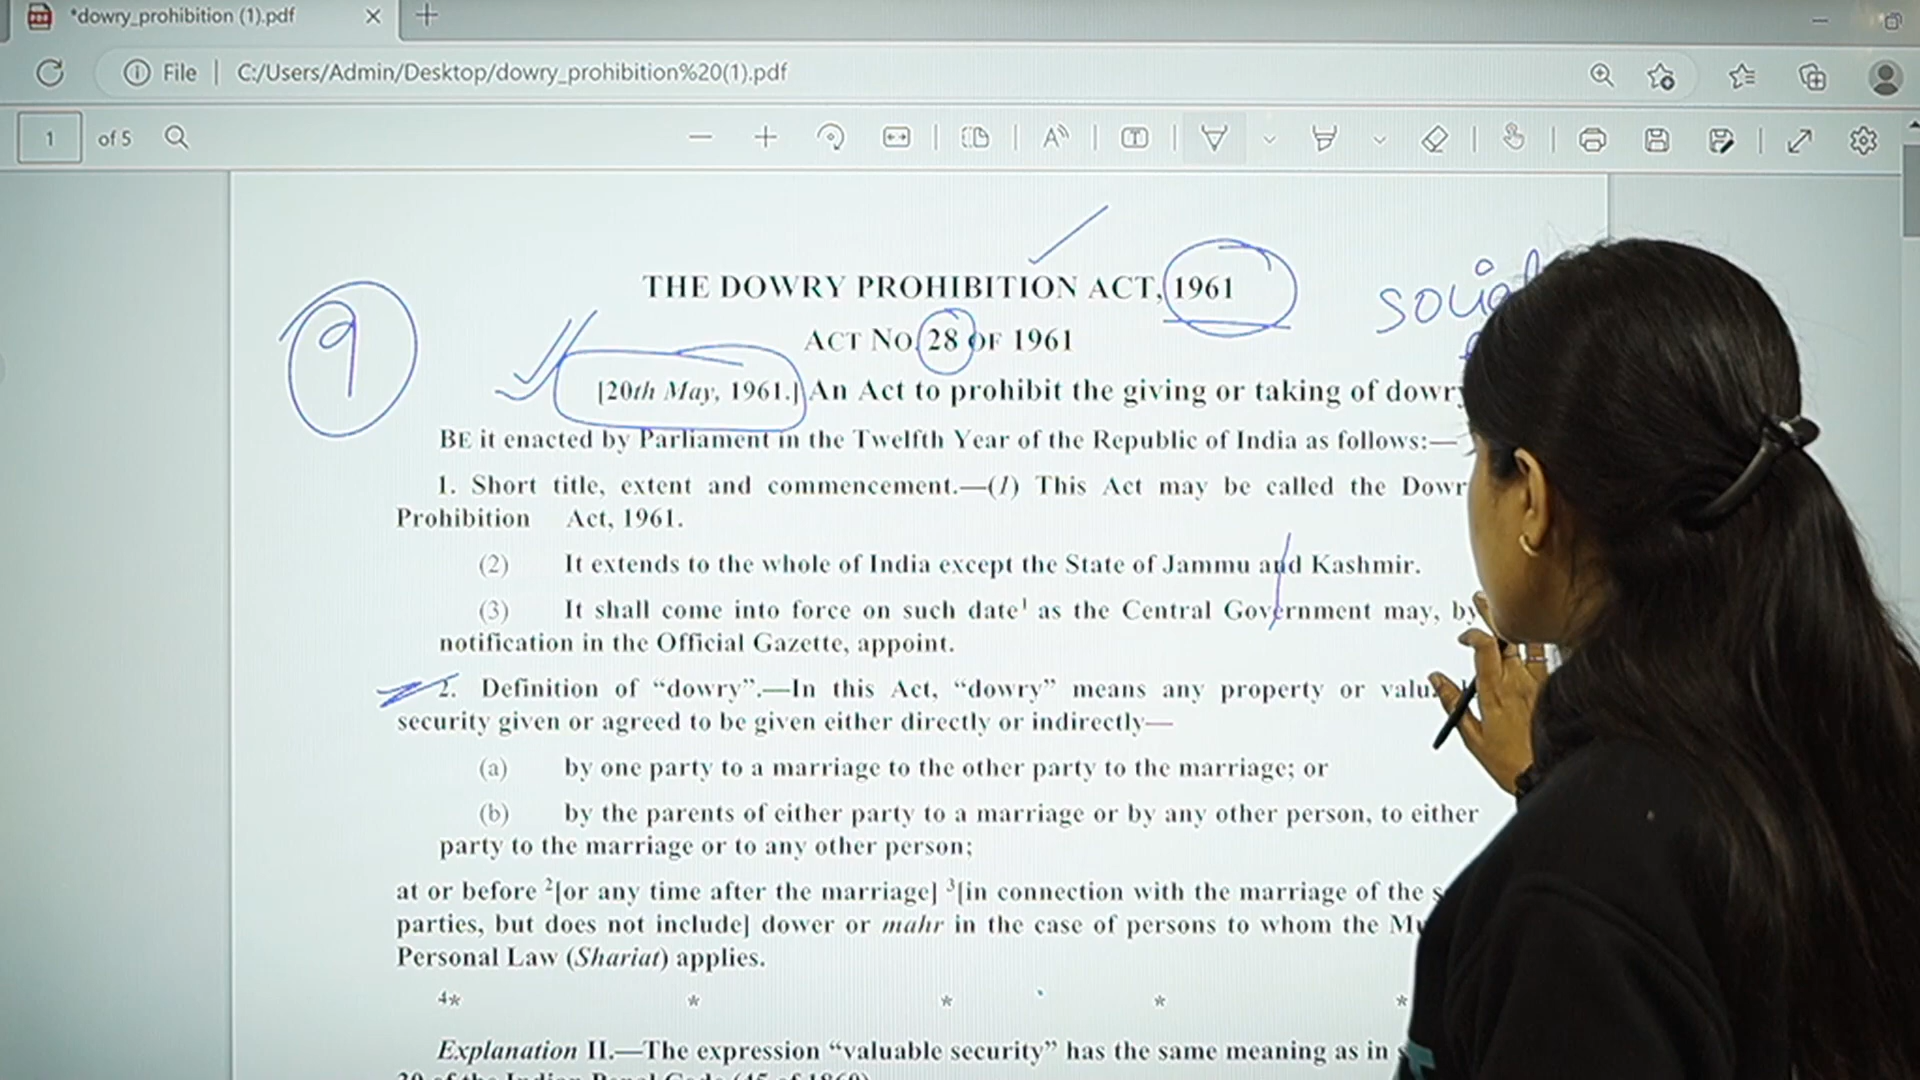 *dowry_prohibition (1).pdf
File | C:/Users/Admin/Desktop/dowry_prohibition%20(1).pdf
1 of 5
THE DOWRY PROHIBITION ACT, 1961
ACT NO. 28 OF 1961
9
[20th May, 1961.] An Act to prohibit the giving or taking of
BE it enacted by Parliament in the Twelfth Year of the Republic of India as follows:—
1. Short title, extent and commencement.—(1) This Act may be called the
Prohibition Act, 1961.
(2) It extends to the whole of India except the State of Jammu and Kashmir.
(3) It shall come into force on such date1 as the Central Government may, by
notification in the Official Gazette, appoint.
2. Definition of “dowry”.—In this Act, “dowry” means any property or
security given or agreed to be given either directly or indirectly—
(a) by one party to a marriage to the other party to the marriage; or
(b) by the parents of either party to a marriage or by any other person, to either
party to the marriage or to any other person;
at or before 2[or any time after the marriage] 3[in connection with the marriage of the
parties, but does not include] dower or mahr in the case of persons to whom the
Personal Law (Shariat) applies.
4* * * * *
Explanation II.—The expression “valuable security” has the same meaning as in